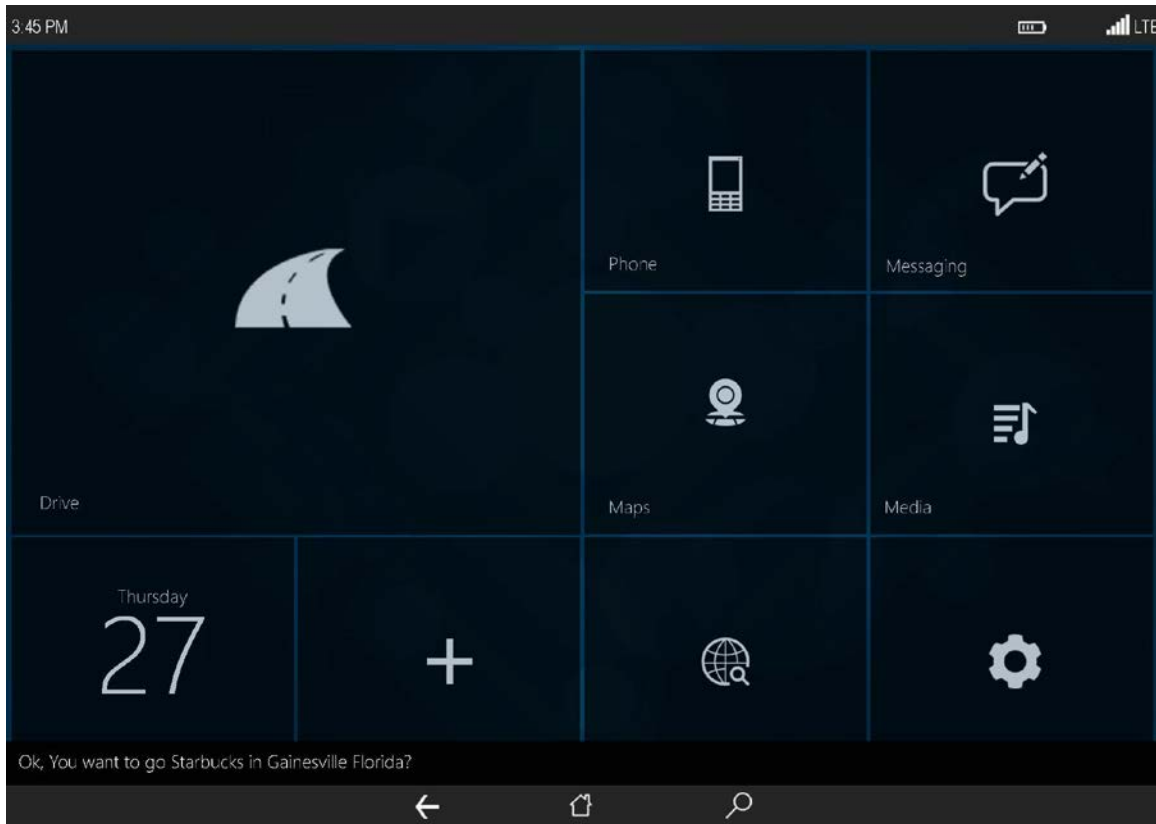 3:45 PM
LTE
Phone
Messaging
Drive
Maps
Media
Thursday
27
Ok, You want to go Starbucks in Gainesville Florida?